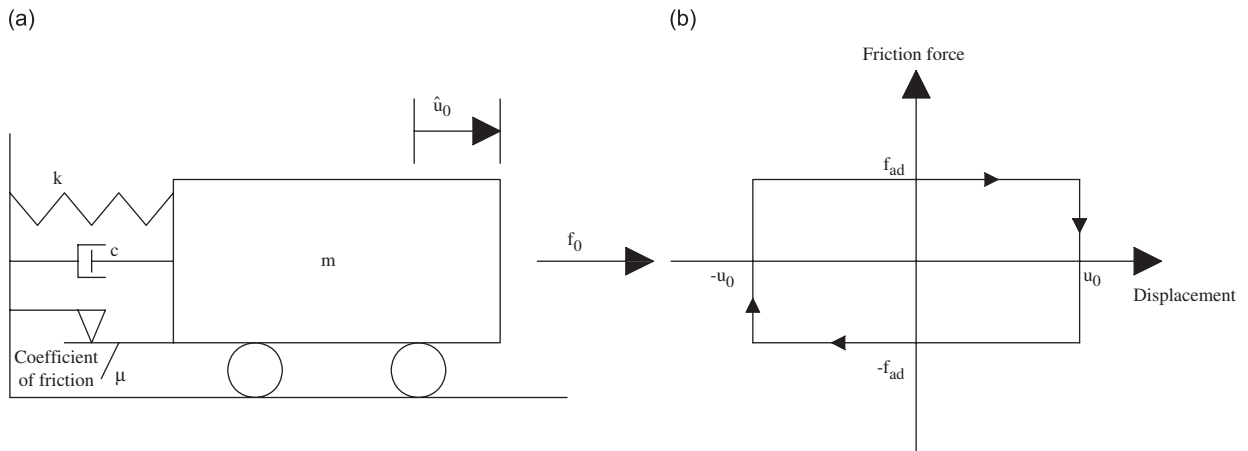 (a)
û0
k
c
m
f0
Coefficient
of friction
μ
(b)
Friction force
fad
-u0
u0
Displacement
-fad